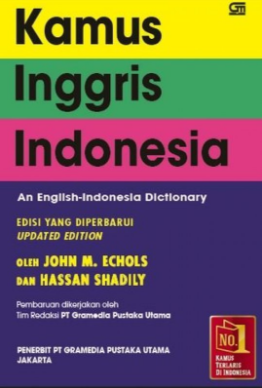 Kamus
Inggris
Indonesia
An English-Indonesia Dictionary
EDISI YANG DIPERBARUI
UPDATED EDITION
OLEH JOHN M. ECHOLS
DAN HASSAN SHADILY
Pembaruan dikerjakan oleh
Tim Redaksi PT Gramedia Pustaka Utama
PENERBIT PT GRAMEDIA PUSTAKA UTAMA
JAKARTA
NO.1
KAMUS
TERLARIS
DI INDONESIA